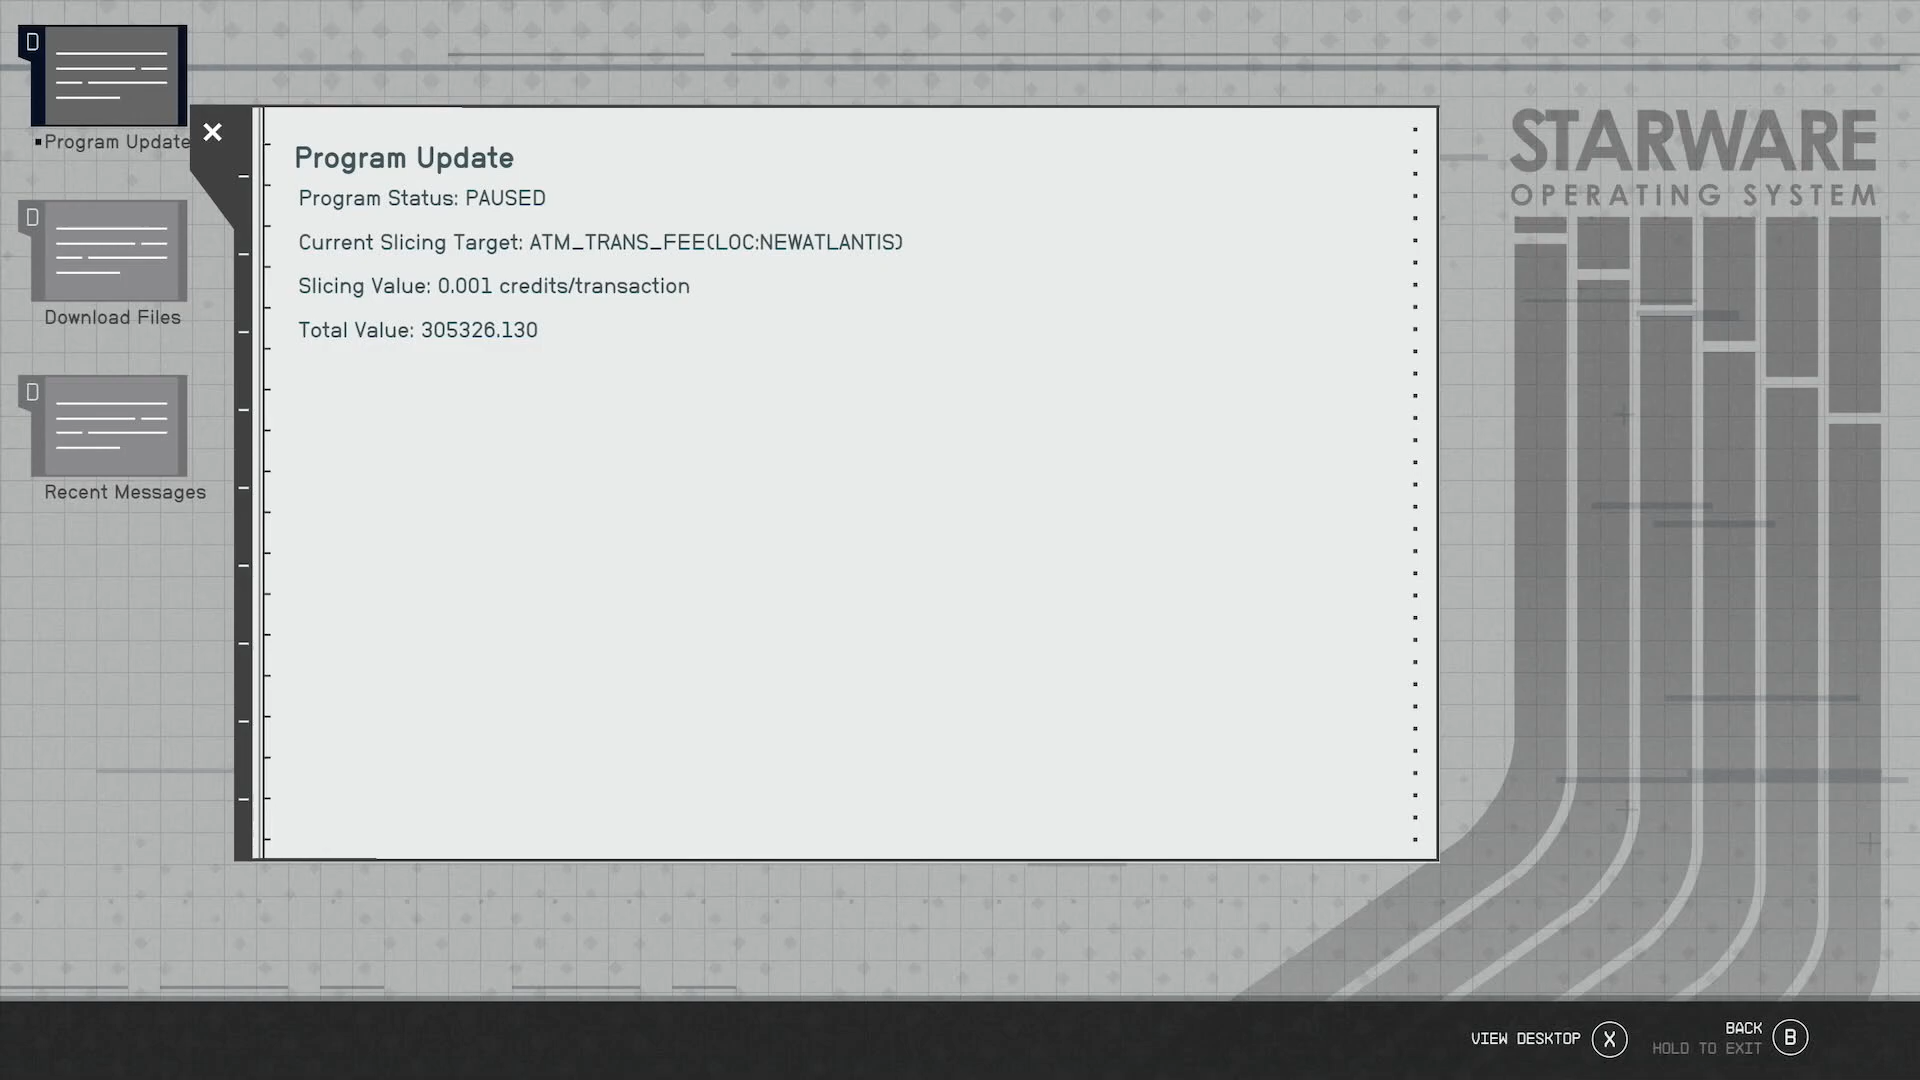 D
Program Update
D
Download Files
D
Recent Messages
Program Update
Program Status: PAUSED
Current Slicing Target: ATM_TRANS_FEE(LOC:NEWATLANTIS)
Slicing Value: 0.001 credits/transaction
Total Value: 305326.130
STARWARE
OPERATING SYSTEM
VIEW DESKTOP X
BACK B
HOLD TO EXIT